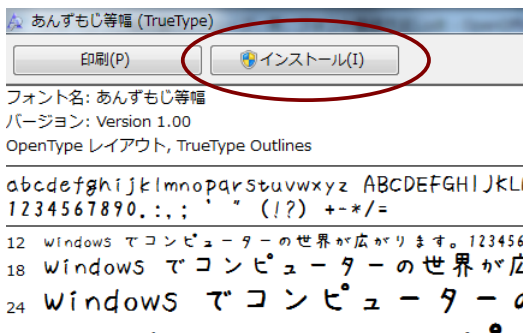 あんずもじ等幅 (TrueType)
印刷(P)
インストール(I)
フォント名: あんずもじ等幅
バージョン: Version 1.00
OpenType レイアウト, TrueType Outlines
abcdefghijklmnopqrstuvwxyz ABCDEFGHIJKL
1234567890.:,; ' " (!?) +-*/=
12 Windows でコンピューターの世界が広がります。123456
18 Windows でコンピューターの世界が広
24 Windows でコンピューターの